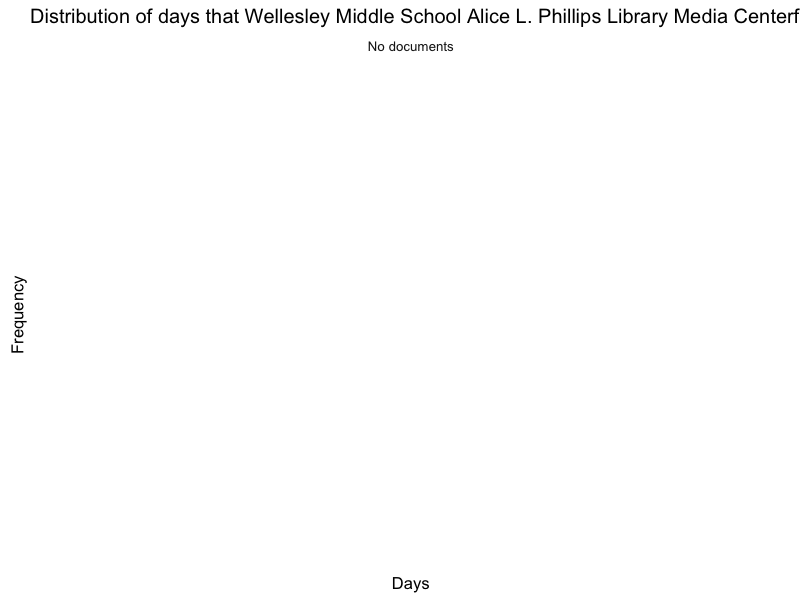 Distribution of days that Wellesley Middle School Alice L. Phillips Library Media Centerf
No documents
Frequency
Days